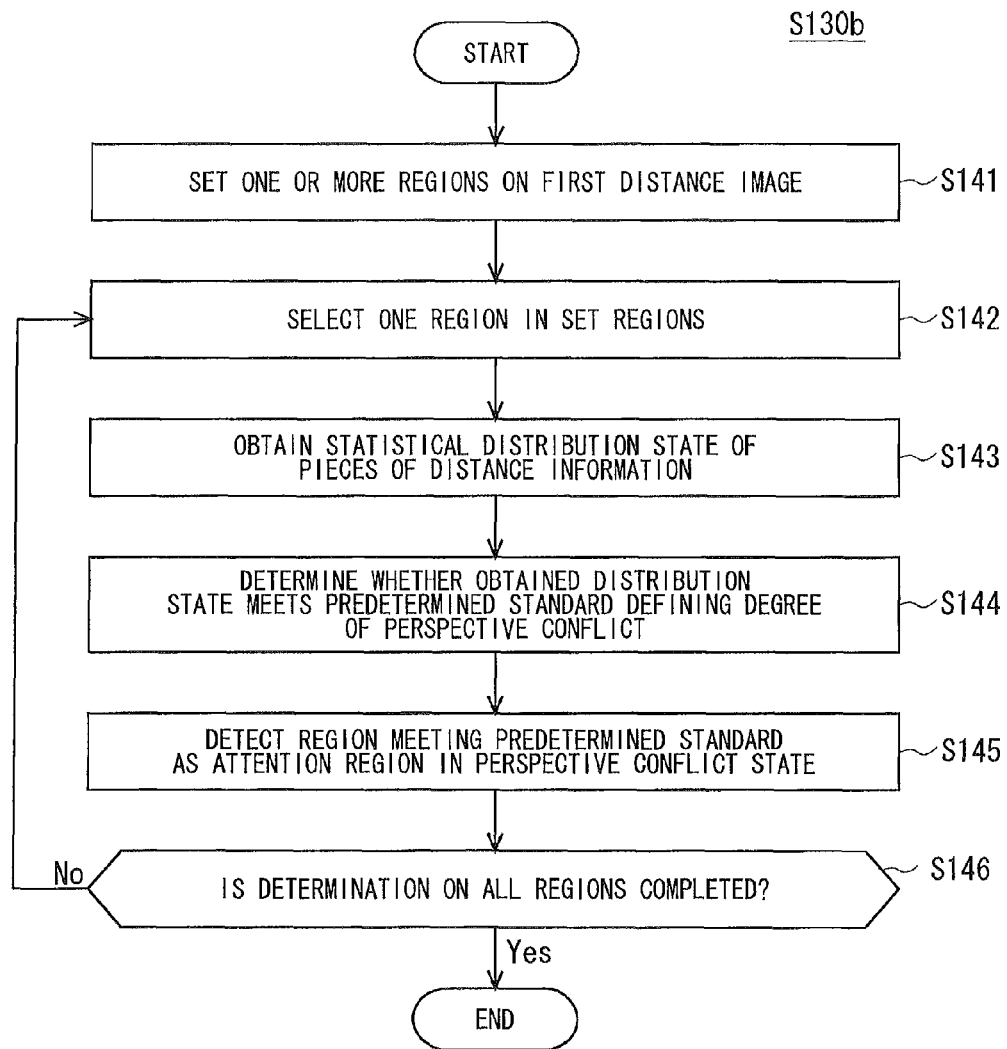 S130b
START
SET ONE OR MORE REGIONS ON FIRST DISTANCE IMAGE
S141
SELECT ONE REGION IN SET REGIONS
S142
OBTAIN STATISTICAL DISTRIBUTION STATE OF
PIECES OF DISTANCE INFORMATION
S143
DETERMINE WHETHER OBTAINED DISTRIBUTION
STATE MEETS PREDETERMINED STANDARD DEFINING DEGREE
OF PERSPECTIVE CONFLICT
S144
DETECT REGION MEETING PREDETERMINED STANDARD
AS ATTENTION REGION IN PERSPECTIVE CONFLICT STATE
S145
No
IS DETERMINATION ON ALL REGIONS COMPLETED?
S146
Yes
END